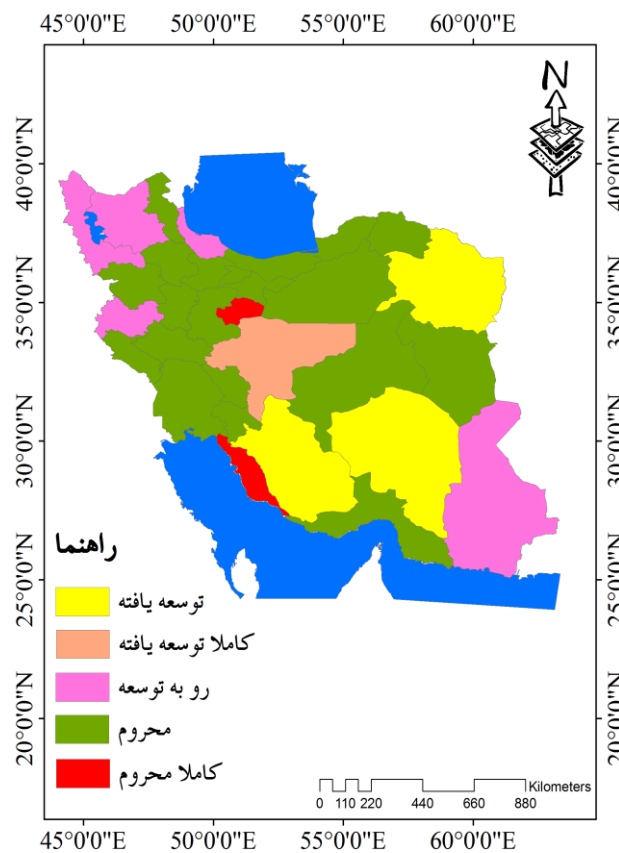 45°0'0"E 50°0'0"E 55°0'0"E 60°0'0"E
N
40°0'0"N 40°0'0"N
35°0'0"N 35°0'0"N
30°0'0"N 30°0'0"N
25°0'0"N 25°0'0"N
20°0'0"N 20°0'0"N
راهنما
توسعه یافته
کاملا توسعه یافته
رو به توسعه
محروم
کاملا محروم
Kilometers
0 110 220 440 660 880
45°0'0"E 50°0'0"E 55°0'0"E 60°0'0"E